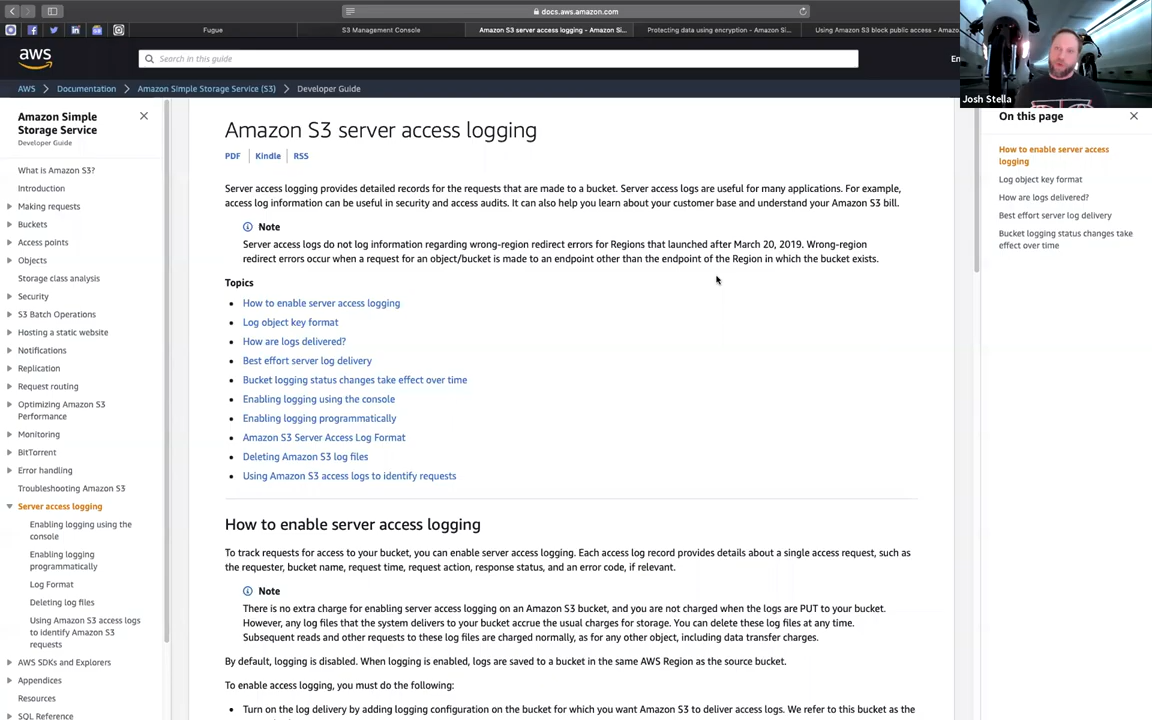 docs.aws.amazon.com
Fugue
S3 Management Console
Amazon S3 server access logging - Amazon Si...
Protecting data using encryption - Amazon Si...
Using Amazon S3 block public access - Amazo...
aws
Search in this guide
En
Josh Stella
AWS
Documentation
Amazon Simple Storage Service (S3)
Developer Guide
Amazon Simple
Storage Service
Developer Guide
What is Amazon S3?
Introduction
Making requests
Buckets
Access points
Objects
Storage class analysis
Security
S3 Batch Operations
Hosting a static website
Notifications
Replication
Request routing
Optimizing Amazon S3
Performance
Monitoring
BitTorrent
Error handling
Troubleshooting Amazon S3
Server access logging
Enabling logging using the
console
Enabling logging
programmatically
Log Format
Deleting log files
Using Amazon S3 access logs
to identify Amazon S3
requests
AWS SDKs and Explorers
Appendices
Resources
SQL Reference
Amazon S3 server access logging
PDF
Kindle
RSS
Server access logging provides detailed records for the requests that are made to a bucket. Server access logs are useful for many applications. For example,
access log information can be useful in security and access audits. It can also help you learn about your customer base and understand your Amazon S3 bill.
Note
Server access logs do not log information regarding wrong-region redirect errors for Regions that launched after March 20, 2019. Wrong-region
redirect errors occur when a request for an object/bucket is made to an endpoint other than the endpoint of the Region in which the bucket exists.
Topics
How to enable server access logging
Log object key format
How are logs delivered?
Best effort server log delivery
Bucket logging status changes take effect over time
Enabling logging using the console
Enabling logging programmatically
Amazon S3 Server Access Log Format
Deleting Amazon S3 log files
Using Amazon S3 access logs to identify requests
How to enable server access logging
To track requests for access to your bucket, you can enable server access logging. Each access log record provides details about a single access request, such as
the requester, bucket name, request time, request action, response status, and an error code, if relevant.
Note
There is no extra charge for enabling server access logging on an Amazon S3 bucket, and you are not charged when the logs are PUT to your bucket.
However, any log files that the system delivers to your bucket accrue the usual charges for storage. You can delete these log files at any time.
Subsequent reads and other requests to these log files are charged normally, as for any other object, including data transfer charges.
By default, logging is disabled. When logging is enabled, logs are saved to a bucket in the same AWS Region as the source bucket.
To enable access logging, you must do the following:
Turn on the log delivery by adding logging configuration on the bucket for which you want Amazon S3 to deliver access logs. We refer to this bucket as the
On this page
How to enable server access
logging
Log object key format
How are logs delivered?
Best effort server log delivery
Bucket logging status changes take
effect over time